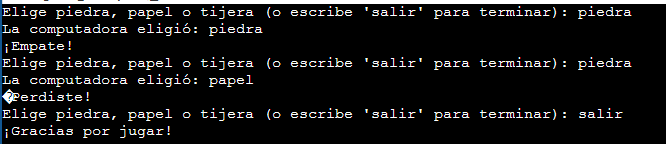 Elige piedra, papel o tijera (o escribe 'salir' para terminar): piedra
La computadora eligió: piedra
¡Empate!
Elige piedra, papel o tijera (o escribe 'salir' para terminar): piedra
La computadora eligió: papel
�Perdiste!
Elige piedra, papel o tijera (o escribe 'salir' para terminar): salir
¡Gracias por jugar!